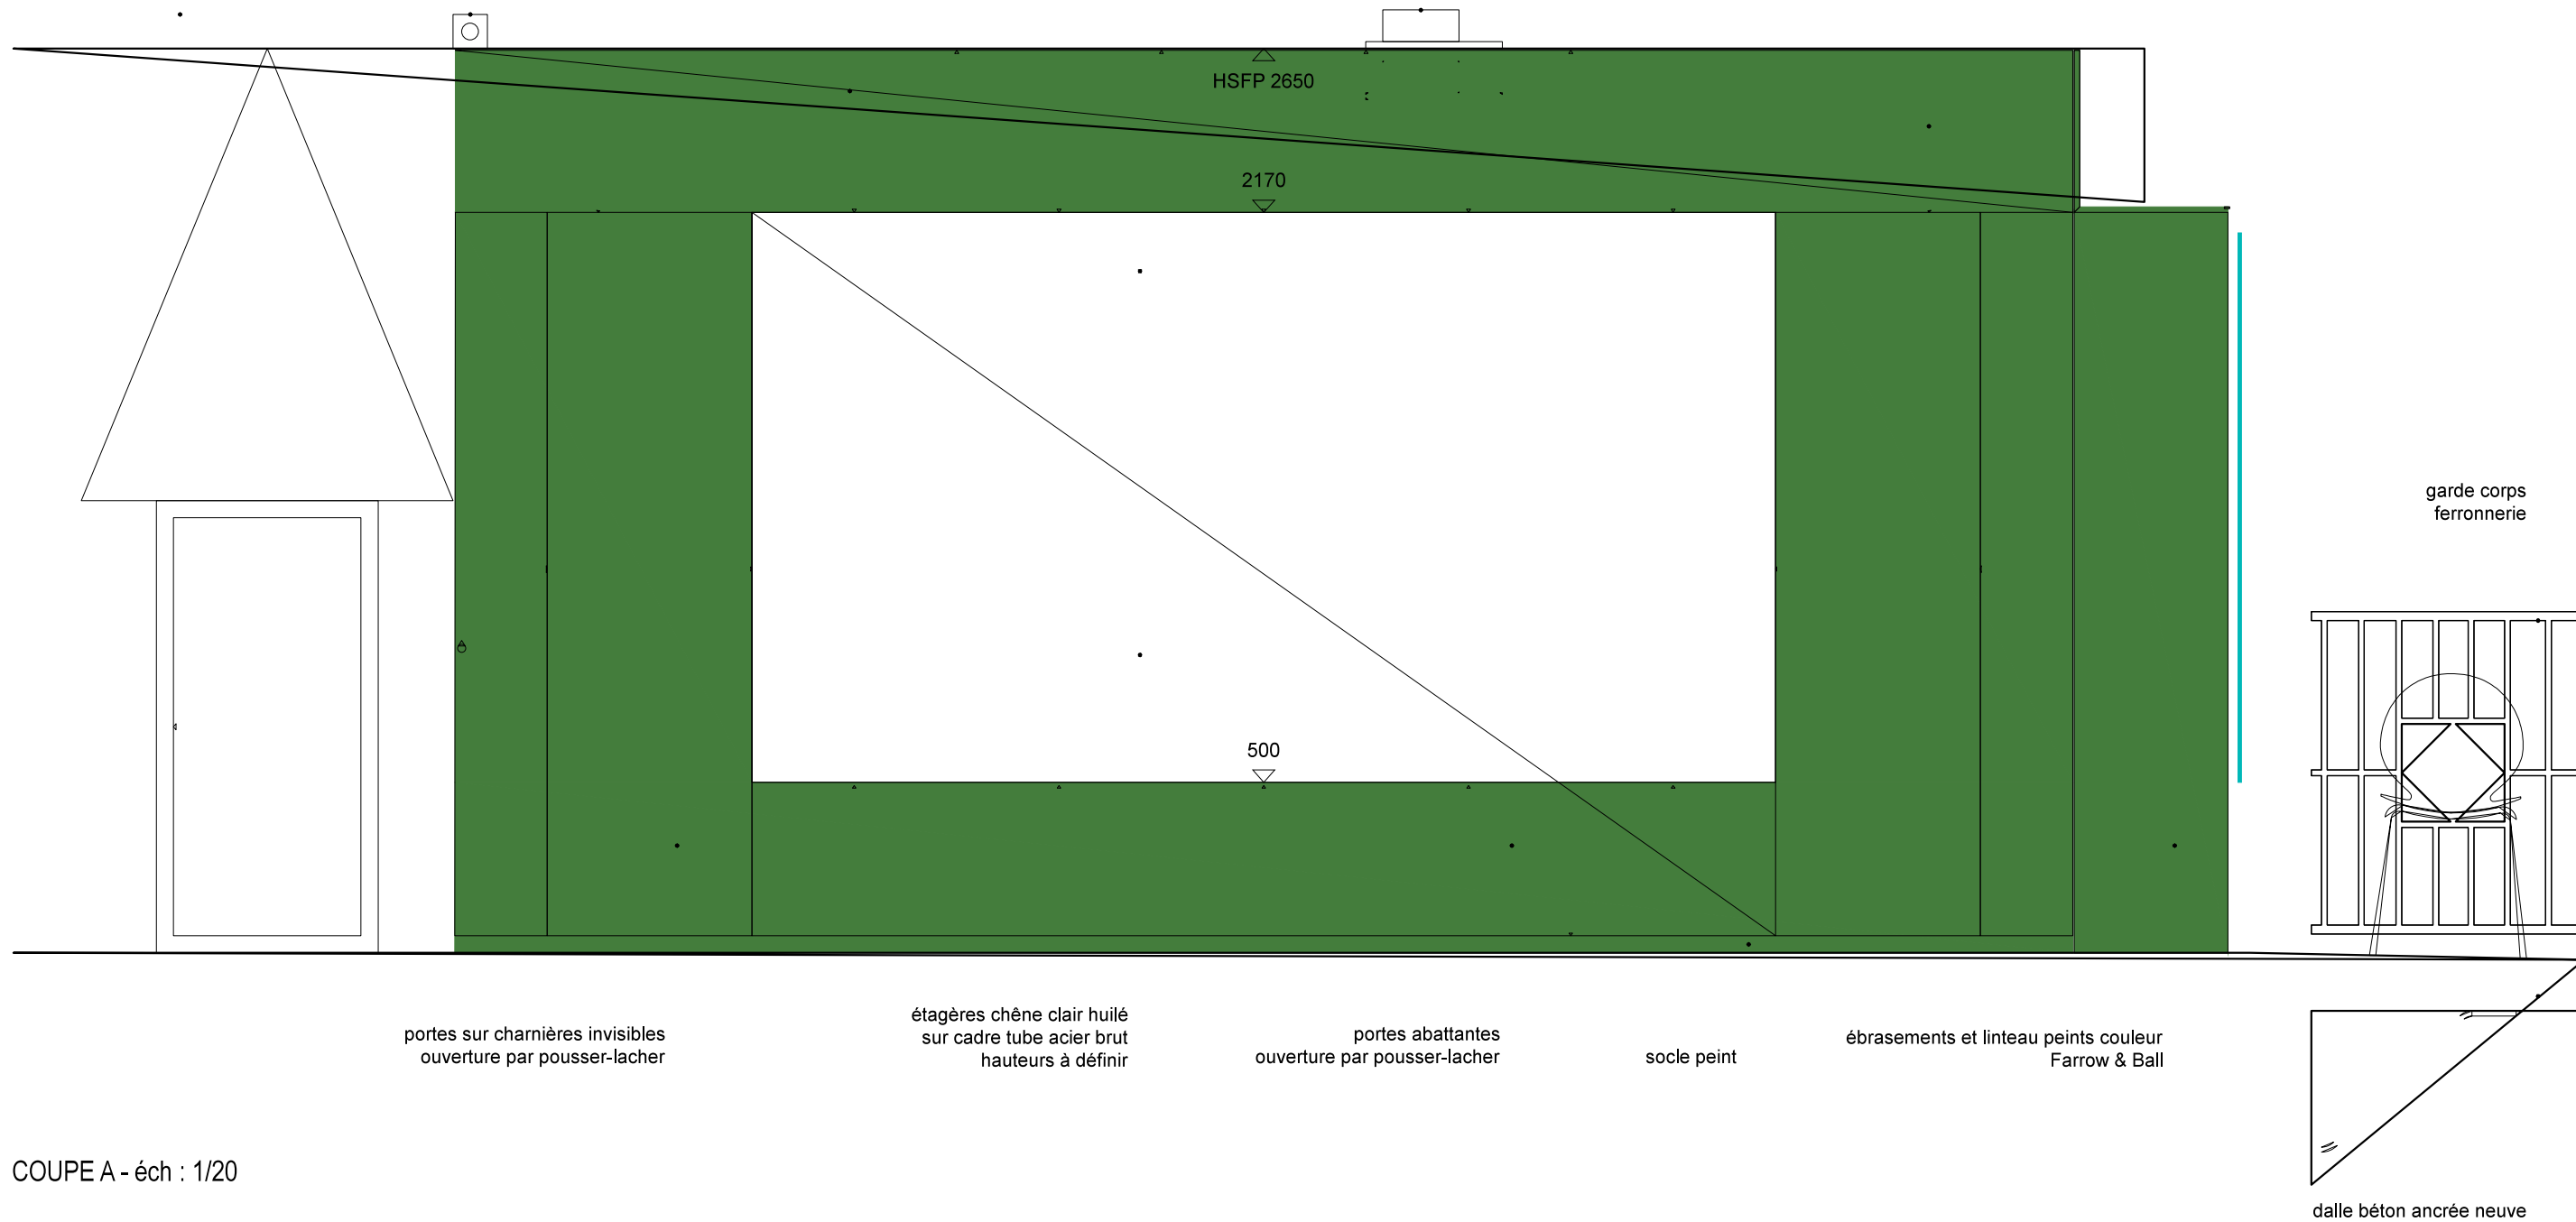 HSFP 2650
2170
garde corps
ferronnerie
500
étagères chêne clair huilé
sur cadre tube acier brut
hauteurs à définir
portes sur charnières invisibles
ouverture par pousser-lacher
portes abattantes
ouverture par pousser-lacher
socle peint
ébrasements et linteau peints couleur
Farrow & Ball
COUPE A - éch : 1/20
dalle béton ancrée neuve